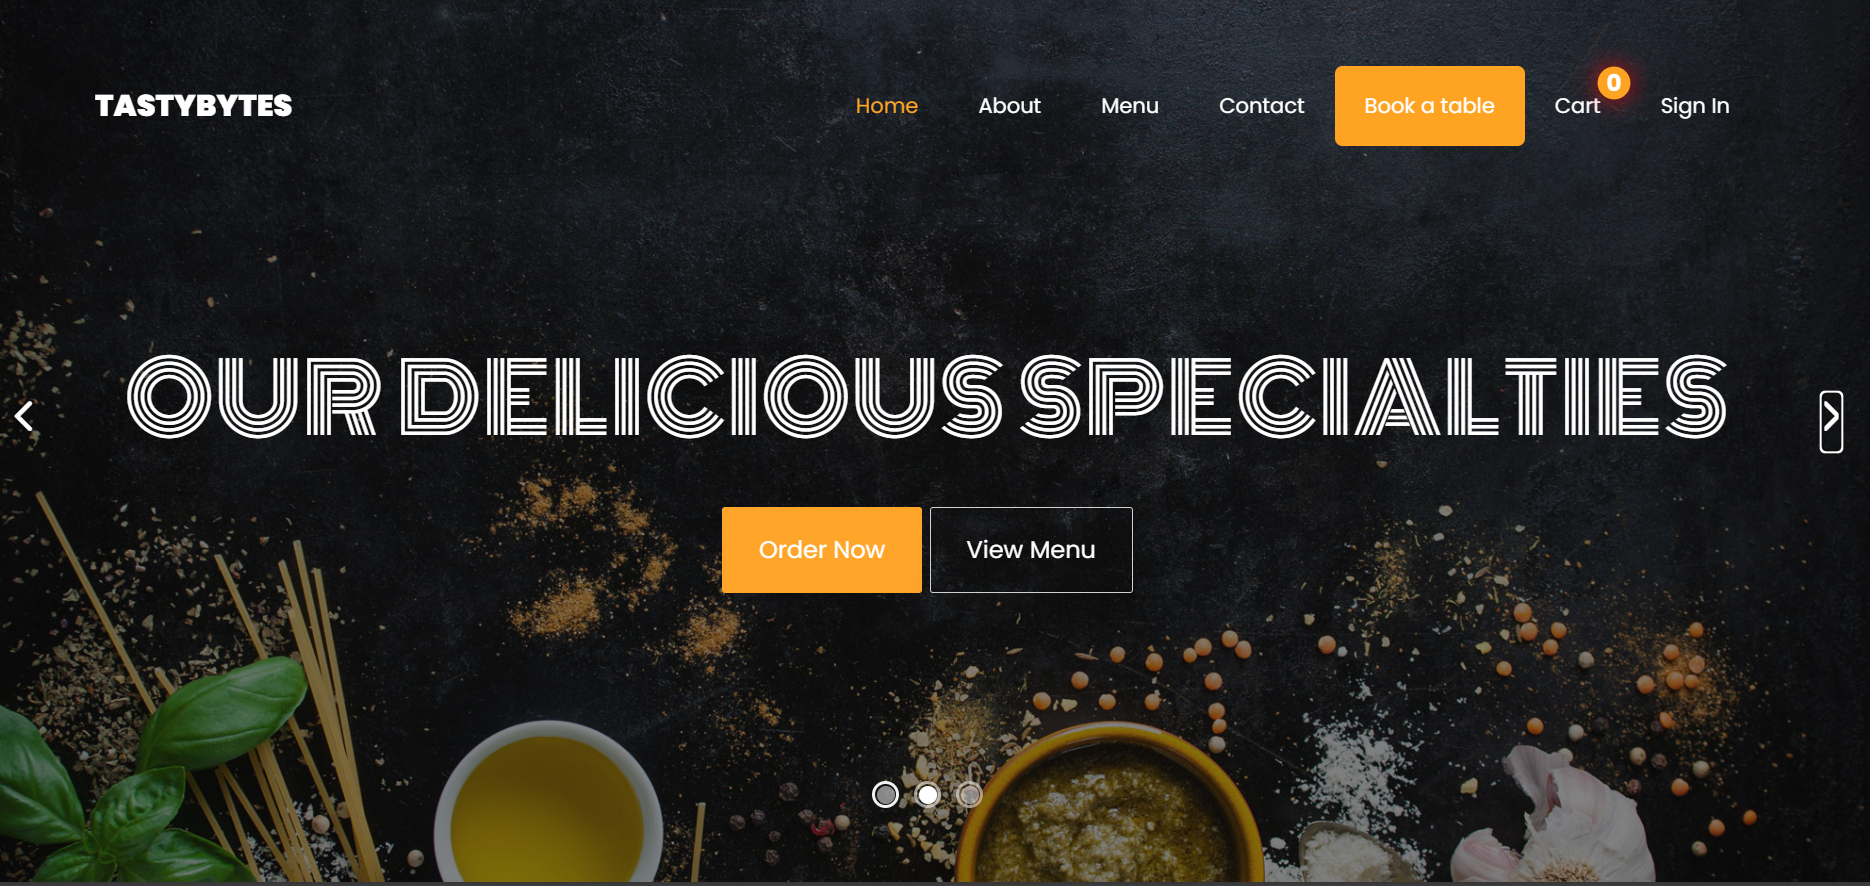 TASTYBYTES
Home About Menu Contact Book a table Cart 0 Sign In
OUR DELICIOUS SPECIALTIES
Order Now View Menu